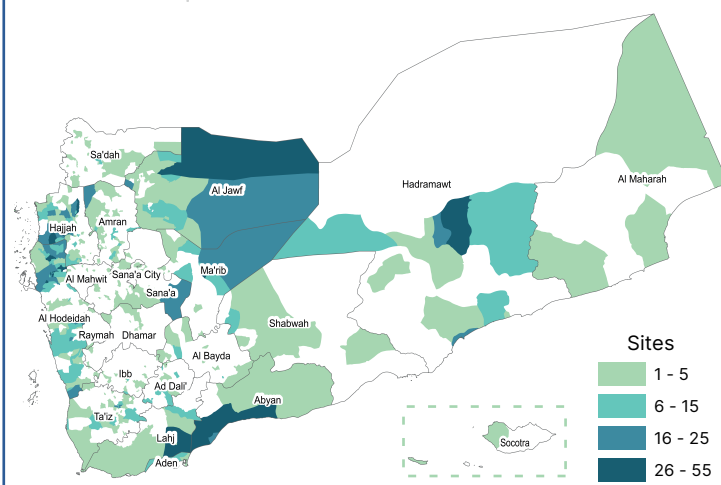 Sa'dah
Al Jawf
Hadramawt
Al Maharah
Hajjah
Amran
Al Mahwit
Sana'a City
Ma'rib
Sana'a
Al Hodeidah
Raymah
Dhamar
Shabwah
Al Bayda
Ibb
Ad Dali'
Abyan
Ta'iz
Lahj
Aden
Socotra
Sites
1 - 5
6 - 15
16 - 25
26 - 55